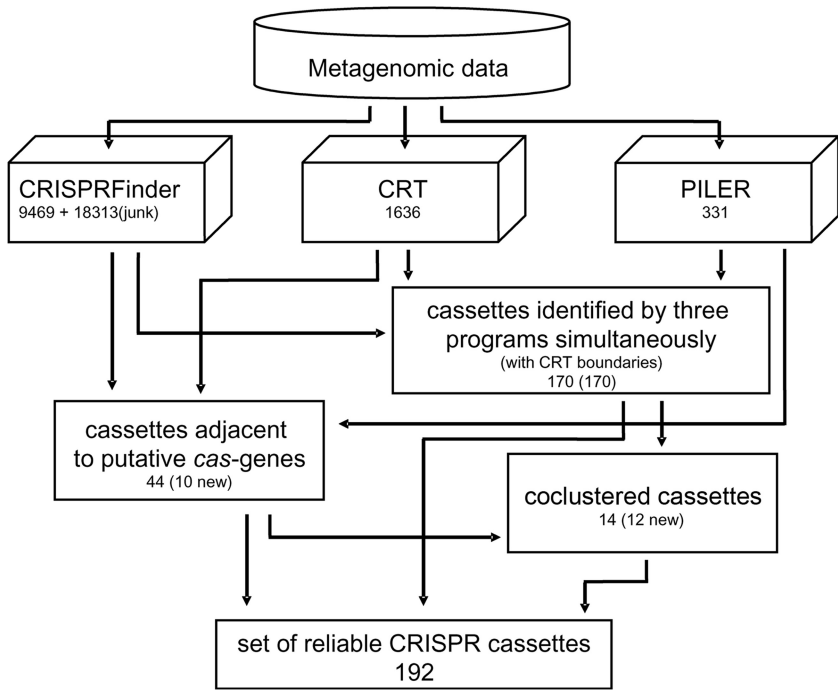 Metagenomic data
CRISPRFinder
9469 + 18313(junk)
CRT
1636
PILER
331
cassettes identified by three
programs simultaneously
(with CRT boundaries)
170 (170)
cassettes adjacent
to putative cas-genes
44 (10 new)
coclustered cassettes
14 (12 new)
set of reliable CRISPR cassettes
192